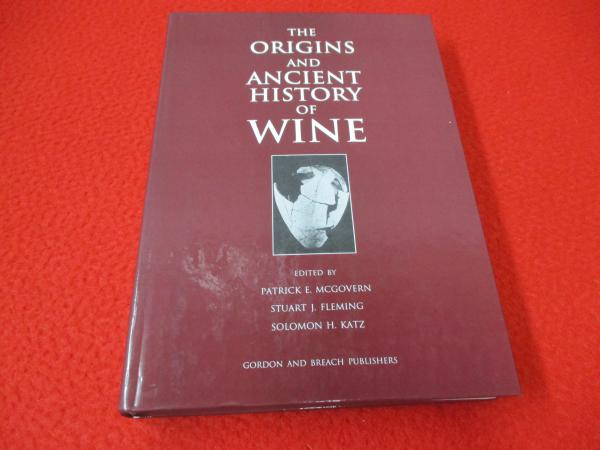 THE
ORIGINS
AND
ANCIENT
HISTORY
OF
WINE
EDITED BY
PATRICK E. MCGOVERN
STUART J. FLEMING
SOLOMON H. KATZ
GORDON AND BREACH PUBLISHERS